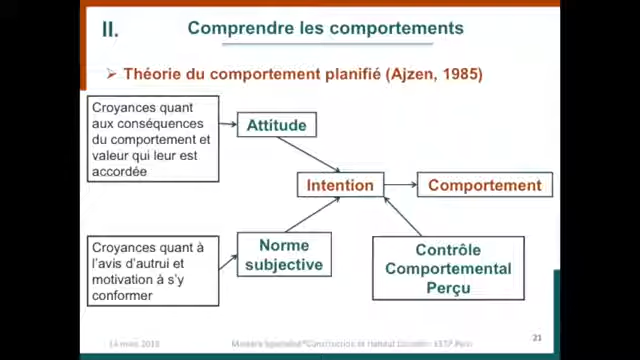 II.
Comprendre les comportements
Théorie du comportement planifié (Ajzen, 1985)
Croyances quant
aux conséquences
du comportement et
valeur qui leur est
accordée
Attitude
Intention
Comportement
Croyances quant à
l'avis d'autrui et
motivation à s'y
conformer
Norme
subjective
Contrôle
Comportemental
Perçu
14 mars
21